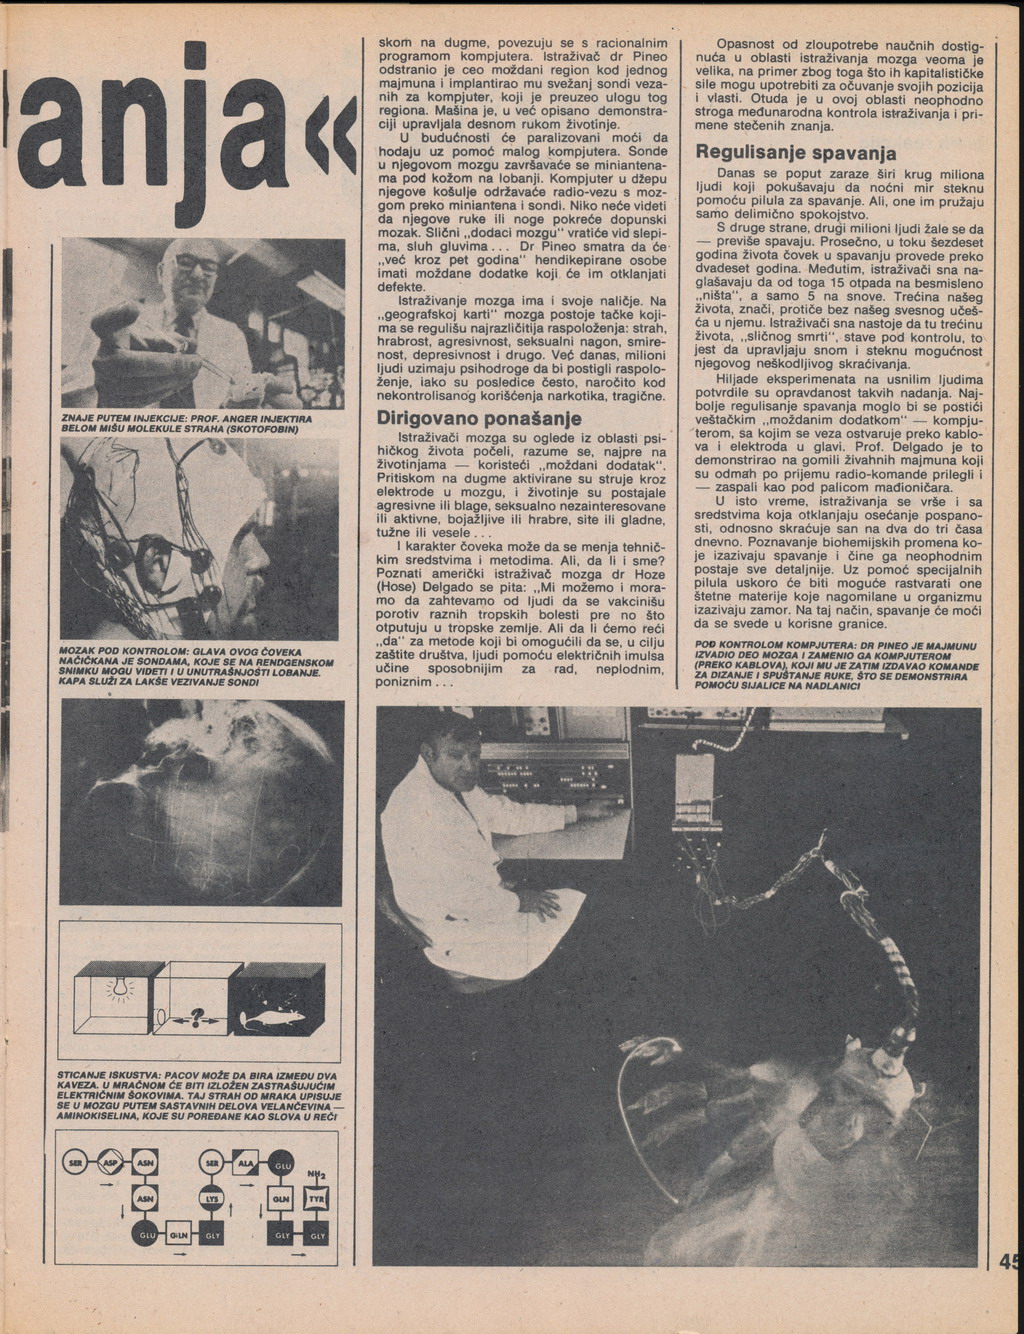 anja«
ZNAJE PUTEM INJEKCIJE: PROF. ANGER INJEKTIRA
BELOM MIŠU MOLEKULE STRAHA (SKOTOFOBIN)
MOZAK POD KONTROLOM: GLAVA OVOG ČOVEKA
NAČIČKANA JE SONDAMA, KOJE SE NA RENDGENSKOM
SNIMKU MOGU VIDETI I U UNUTRAŠNJOSTI LOBANJE.
KAPA SLUŽI ZA LAKŠE VEZIVANJE SONDI
?
STICANJE ISKUSTVA: PACOV MOŽE DA BIRA IZMEĐU DVA
KAVEZA. U MRAČNOM ĆE BITI IZLOŽEN ZASTRAŠUJUĆIM
ELEKTRIČNIM ŠOKOVIMA. TAJ STRAH OD MRAKA UPISUJE
SE U MOZGU PUTEM SASTAVNIH DELOVA VELANČEVINA —
AMINOKISELINA, KOJE SU POREĐANE KAO SLOVA U REČI
SER ASP ASN SER ALA GLU
NH2
ASN LYS GLN TYR
GLU GLN GLY GLY GLY
skom na dugme, povezuju se s racionalnim
programom kompjutera. Istraživač dr Pineo
odstranio je ceo moždani region kod jednog
majmuna i implantirao mu svežanj sondi veza-
nih za kompjuter, koji je preuzeo ulogu tog
regiona. Mašina je, u već opisano demonstra-
ciji upravljala desnom rukom životinje.
U budućnosti će paralizovani moći da
hodaju uz pomoć malog kompjutera. Sonde
u njegovom mozgu završavaće se miniantena-
ma pod kožom na lobanji. Kompjuter u džepu
njegove košulje održavaće radio-vezu s moz-
gom preko miniantena i sondi. Niko neće videti
da njegove ruke ili noge pokreće dopunski
mozak. Slični „dodaci mozgu" vratiće vid slepi-
ma, sluh gluvima... Dr Pineo smatra da će
„već kroz pet godina" hendikepirane osobe
imati moždane dodatke koji će im otklanjati
defekte.
Istraživanje mozga ima i svoje naličje. Na
„geografskoj karti" mozga postoje tačke koji-
ma se regulišu najrazličitija raspoloženja: strah,
hrabrost, agresivnost, seksualni nagon, smire-
nost, depresivnost i drugo. Već danas, milioni
ljudi uzimaju psihodroge da bi postigli raspolo-
ženje, iako su posledice često, naročito kod
nekontrolisanog korišćenja narkotika, tragične.
Dirigovano ponašanje
Istraživači mozga su oglede iz oblasti psi-
hičkog života počeli, razume se, najpre na
životinjama — koristeći „moždani dodatak".
Pritiskom na dugme aktivirane su struje kroz
elektrode u mozgu, i životinje su postajale
agresivne ili blage, seksualno nezainteresovane
ili aktivne, bojažljive ili hrabre, site ili gladne,
tužne ili vesele...
I karakter čoveka može da se menja tehnič-
kim sredstvima i metodima. Ali, da li i sme?
Poznati američki istraživač mozga dr Hoze
(Hose) Delgado se pita: „Mi možemo i mora-
mo da zahtevamo od ljudi da se vakcinišu
porotiv raznih tropskih bolesti pre no što
otputuju u tropske zemlje. Ali da li ćemo reći
„da" za metode koji bi omogućili da se, u cilju
zaštite društva, ljudi pomoću električnih imulsa
učine sposobnijim za rad, neplodnim,
poniznim...
Opasnost od zloupotrebe naučnih dostig-
nuća u oblasti istraživanja mozga veoma je
velika, na primer zbog toga što ih kapitalističke
sile mogu upotrebiti za očuvanje svojih pozicija
i vlasti. Otuda je u ovoj oblasti neophodno
stroga međunarodna kontrola istraživanja i pri-
mene stečenih znanja.
Regulisanje spavanja
Danas se poput zaraze širi krug miliona
ljudi koji pokušavaju da noćni mir steknu
pomoću pilula za spavanje. Ali, one im pružaju
samo delimično spokojstvo.
S druge strane, drugi milioni ljudi žale se da
— previše spavaju. Prosečno, u toku šezdeset
godina života čovek u spavanju provede preko
dvadeset godina. Međutim, istraživači sna na-
glašavaju da od toga 15 otpada na besmisleno
„ništa", a samo 5 na snove. Trećina našeg
života, znači, protiče bez našeg svesnog učeš-
ća u njemu. Istraživači sna nastoje da tu trećinu
života, „sličnog smrti", stave pod kontrolu, to
jest da upravljaju snom i steknu mogućnost
njegovog neškodljivog skraćivanja.
Hiljade eksperimenata na usnilim ljudima
potvrdile su opravdanost takvih nadanja. Naj-
bolje regulisanje spavanja moglo bi se postići
veštačkim „moždanim dodatkom" — kompju-
terom, sa kojim se veza ostvaruje preko kablo-
va i elektroda u glavi. Prof. Delgado je to
demonstrirao na gomili živahnih majmuna koji
su odmah po prijemu radio-komande prilegli i
— zaspali kao pod palicom mađioničara.
U isto vreme, istraživanja se vrše i sa
sredstvima koja otklanjaju osećanje pospano-
sti, odnosno skraćuje san na dva do tri časa
dnevno. Poznavanje biohemijskih promena ko-
je izazivaju spavanje i čine ga neophodnim
postaje sve detaljnije. Uz pomoć specijalnih
pilula uskoro će biti moguće rastvarati one
štetne materije koje nagomilane u organizmu
izazivaju zamor. Na taj način, spavanje će moći
da se svede u korisne granice.
POD KONTROLOM KOMPJUTERA: DR PINEO JE MAJMUNU
IZVADIO DEO MOZGA I ZAMENIO GA KOMPJUTEROM
(PREKO KABLOVA), KOJI MU JE ZATIM IZDAVAO KOMANDE
ZA DIZANJE I SPUŠTANJE RUKE, ŠTO SE DEMONSTRIRA
POMOĆU SIJALICE NA NADLANICI
45